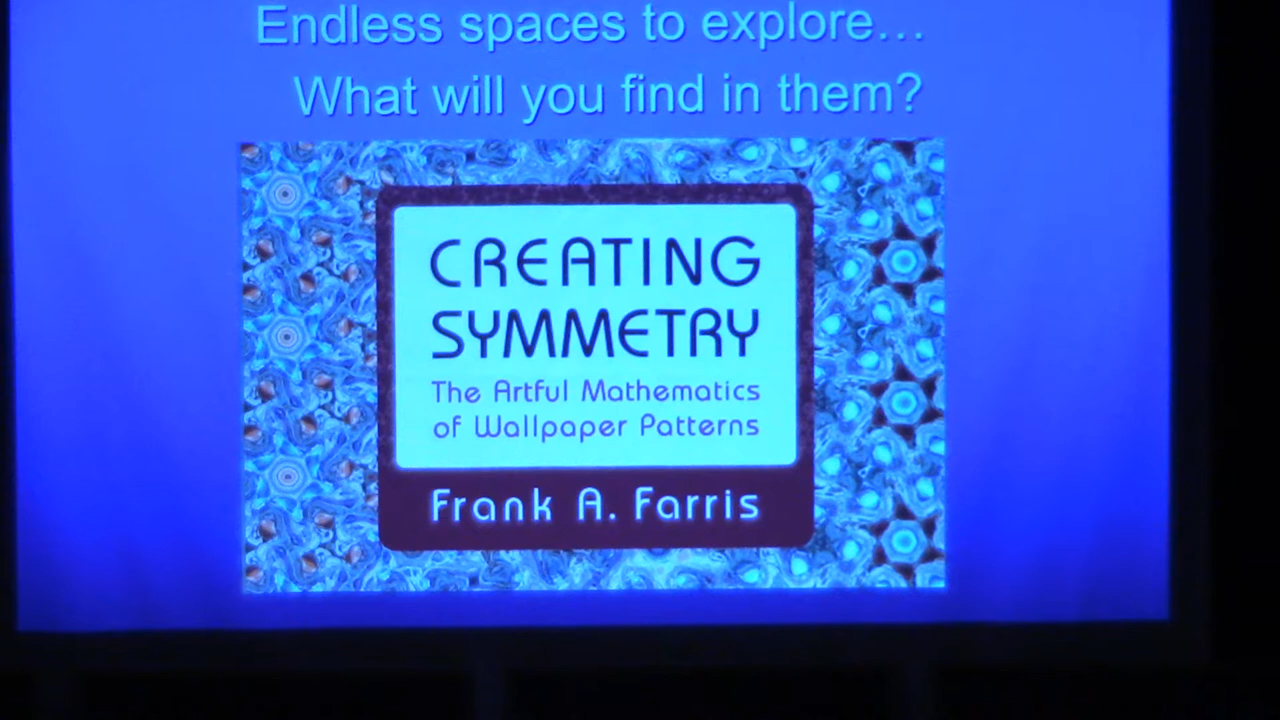 Endless spaces to explore…
What will you find in them?
CREATING
SYMMETRY
The Artful Mathematics
of Wallpaper Patterns
Frank A. Farris